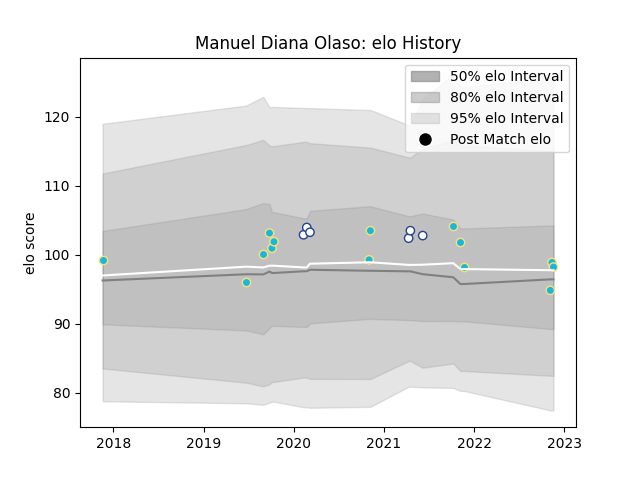 Manuel Diana Olaso: elo History
50% elo Interval
80% elo Interval
95% elo Interval
Post Match elo
elo score
120
110
100
90
80
2018 2019 2020 2021 2022 2023